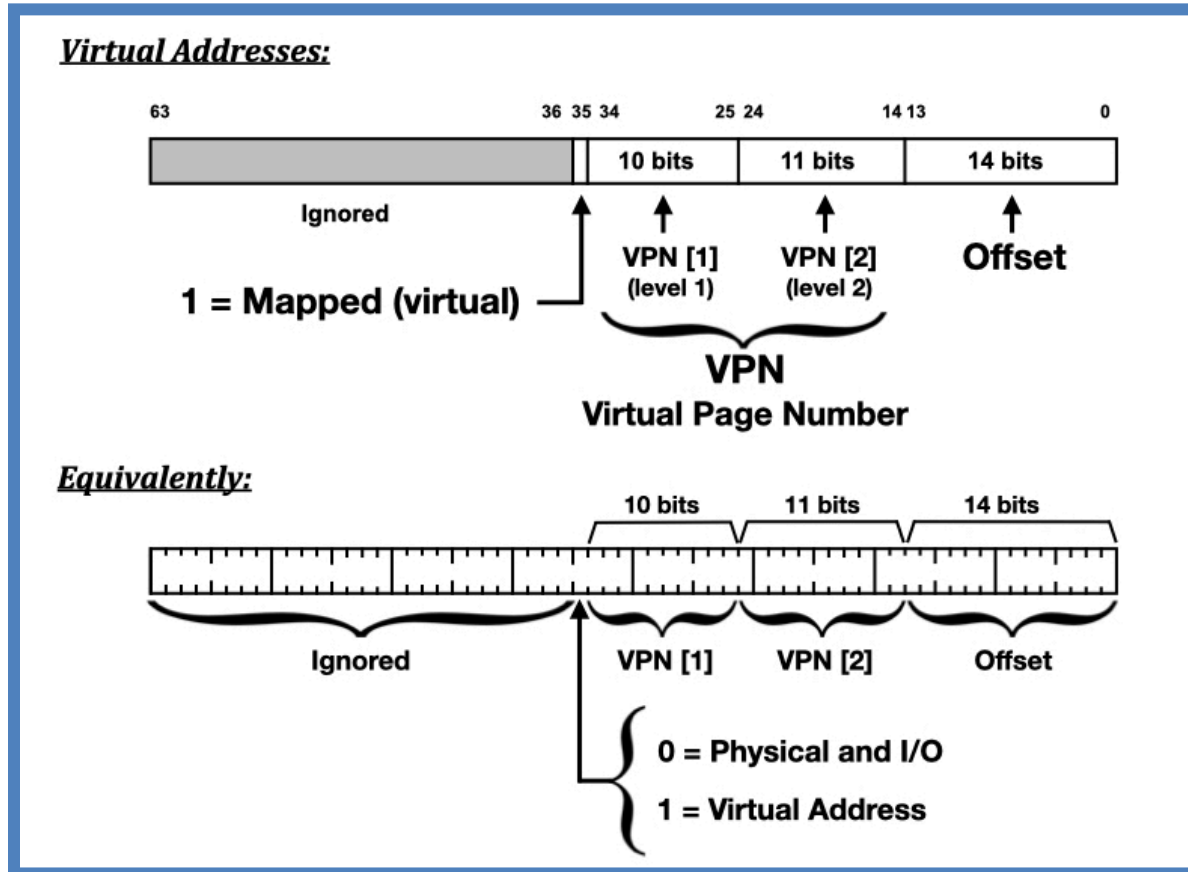 Virtual Addresses:
63 36 35 34 25 24 14 13 0
10 bits 11 bits 14 bits
Ignored
VPN [1] VPN [2] Offset
(level 1) (level 2)
1 = Mapped (virtual)
VPN
Virtual Page Number
Equivalently:
10 bits 11 bits 14 bits
Ignored VPN [1] VPN [2] Offset
0 = Physical and I/O
1 = Virtual Address